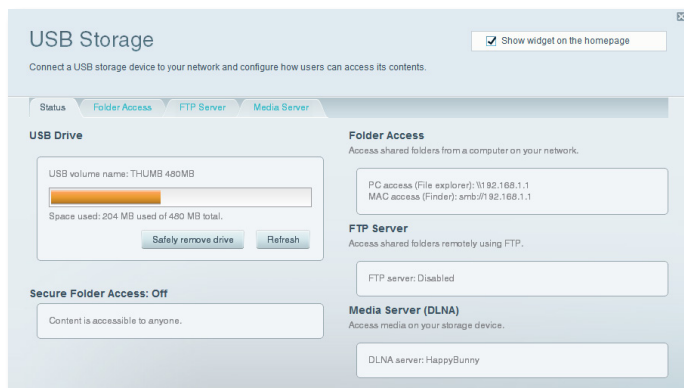 USB Storage
Show widget on the homepage
Connect a USB storage device to your network and configure how users can access its contents.
Status
Folder Access
FTP Server
Media Server
USB Drive
USB volume name: THUMB 480MB
Space used: 204 MB used of 480 MB total.
Safely remove drive
Refresh
Secure Folder Access: Off
Content is accessible to anyone.
Folder Access
Access shared folders from a computer on your network.
PC access (File explorer): \\192.168.1.1
MAC access (Finder): smb://192.168.1.1
FTP Server
Access shared folders remotely using FTP.
FTP server: Disabled
Media Server (DLNA)
Access media on your storage device.
DLNA server: HappyBunny